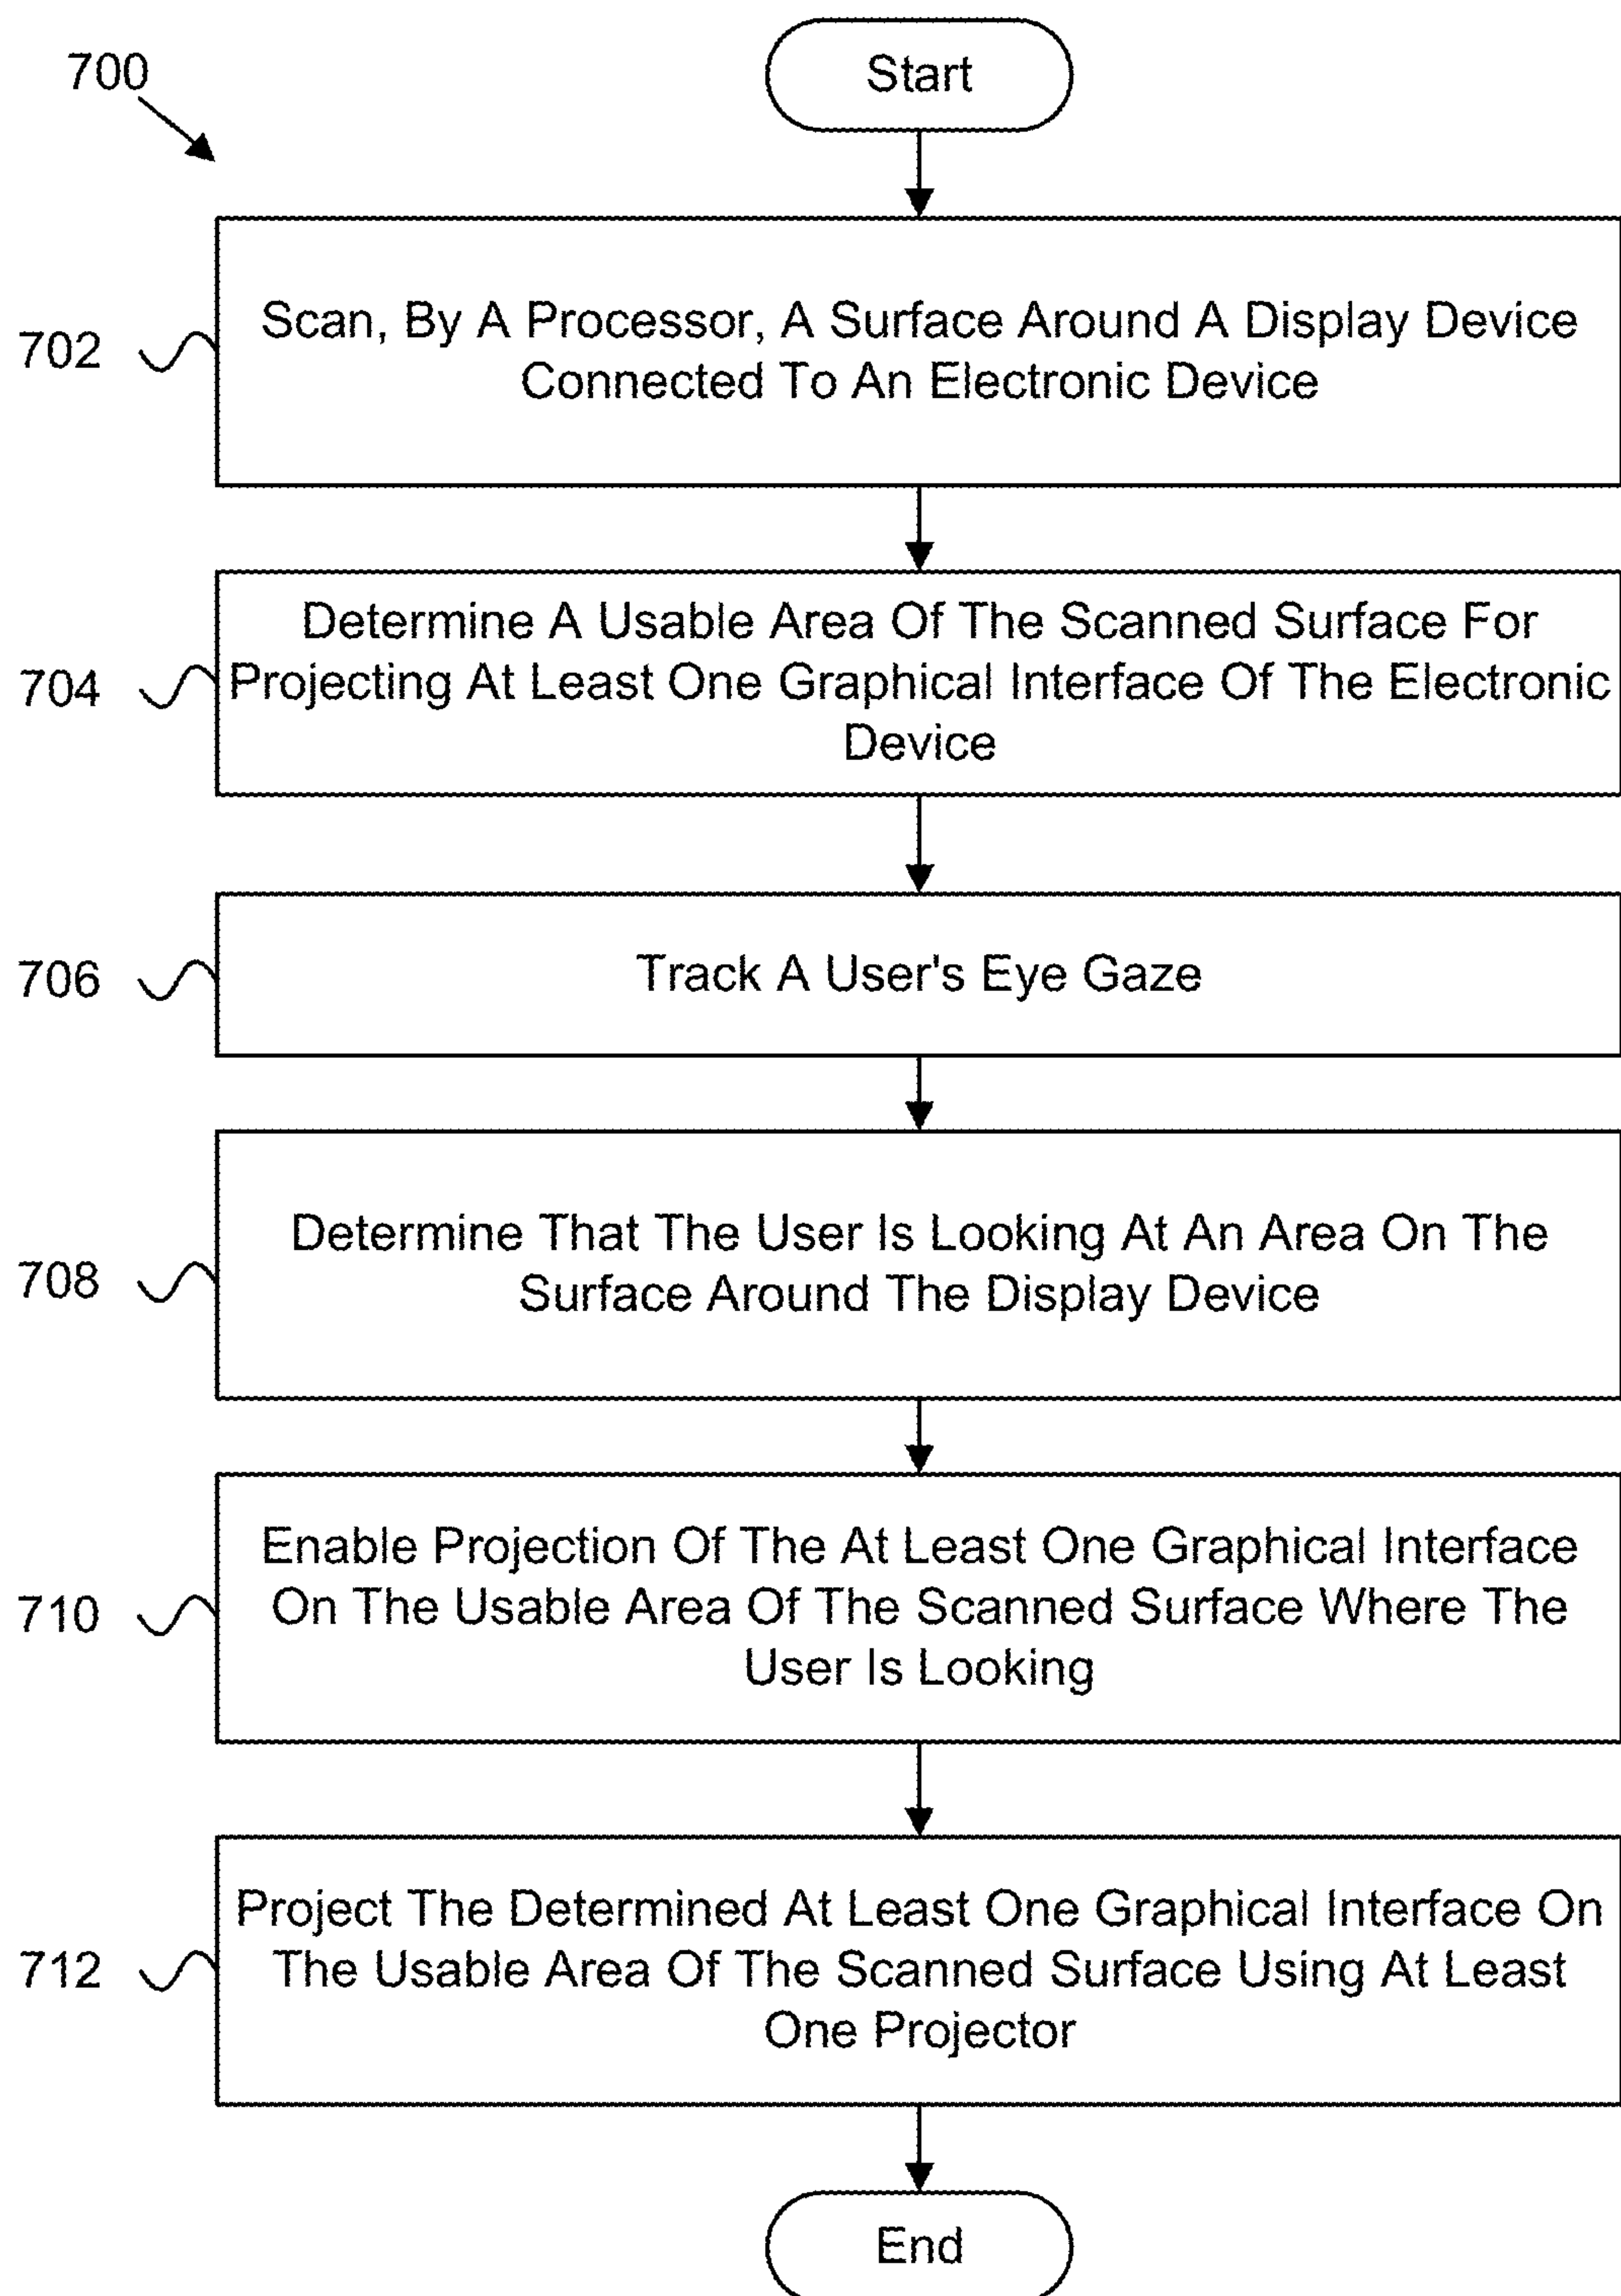 700
Start
702
Scan, By A Processor, A Surface Around A Display Device
Connected To An Electronic Device
704
Determine A Usable Area Of The Scanned Surface For
Projecting At Least One Graphical Interface Of The Electronic
Device
706
Track A User's Eye Gaze
708
Determine That The User Is Looking At An Area On The
Surface Around The Display Device
710
Enable Projection Of The At Least One Graphical Interface
On The Usable Area Of The Scanned Surface Where The
User Is Looking
712
Project The Determined At Least One Graphical Interface On
The Usable Area Of The Scanned Surface Using At Least
One Projector
End